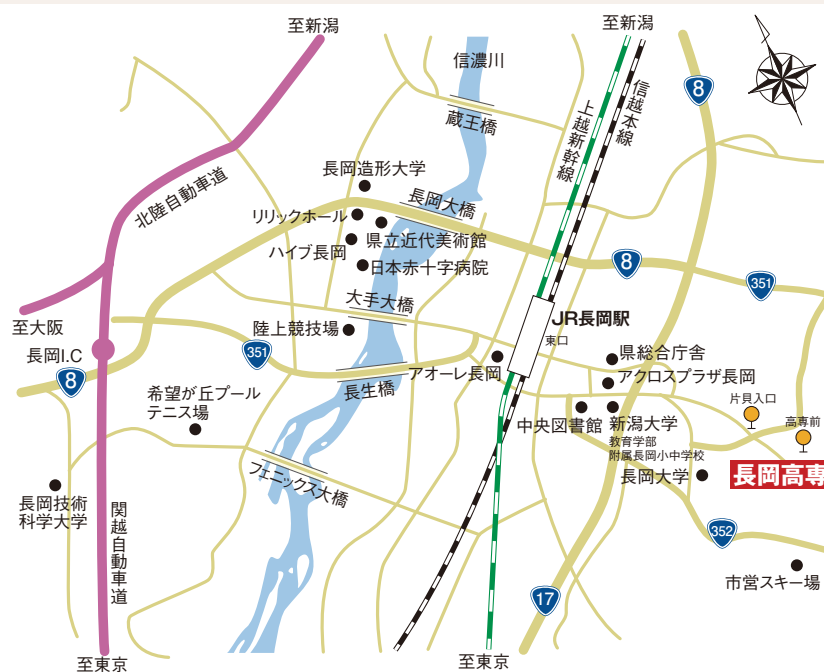 至新潟
至新潟
信濃川
8
蔵王橋
上越新幹線
信越本線
長岡造形大学
北陸自動車道
リリックホール
長岡大橋
県立近代美術館
ハイブ長岡
日本赤十字病院
8
351
大手大橋
至大阪
陸上競技場
JR長岡駅
東口
長岡I.C
351
アオーレ長岡
県総合庁舎
8
長生橋
アクロスプラザ長岡
希望が丘プール
テニス場
片貝入口
中央図書館
新潟大学
教育学部
附属長岡小中学校
高専前
長岡大学
長岡高専
フェニックス大橋
長岡技術
科学大学
関越自動車道
352
市営スキー場
17
至東京
至東京